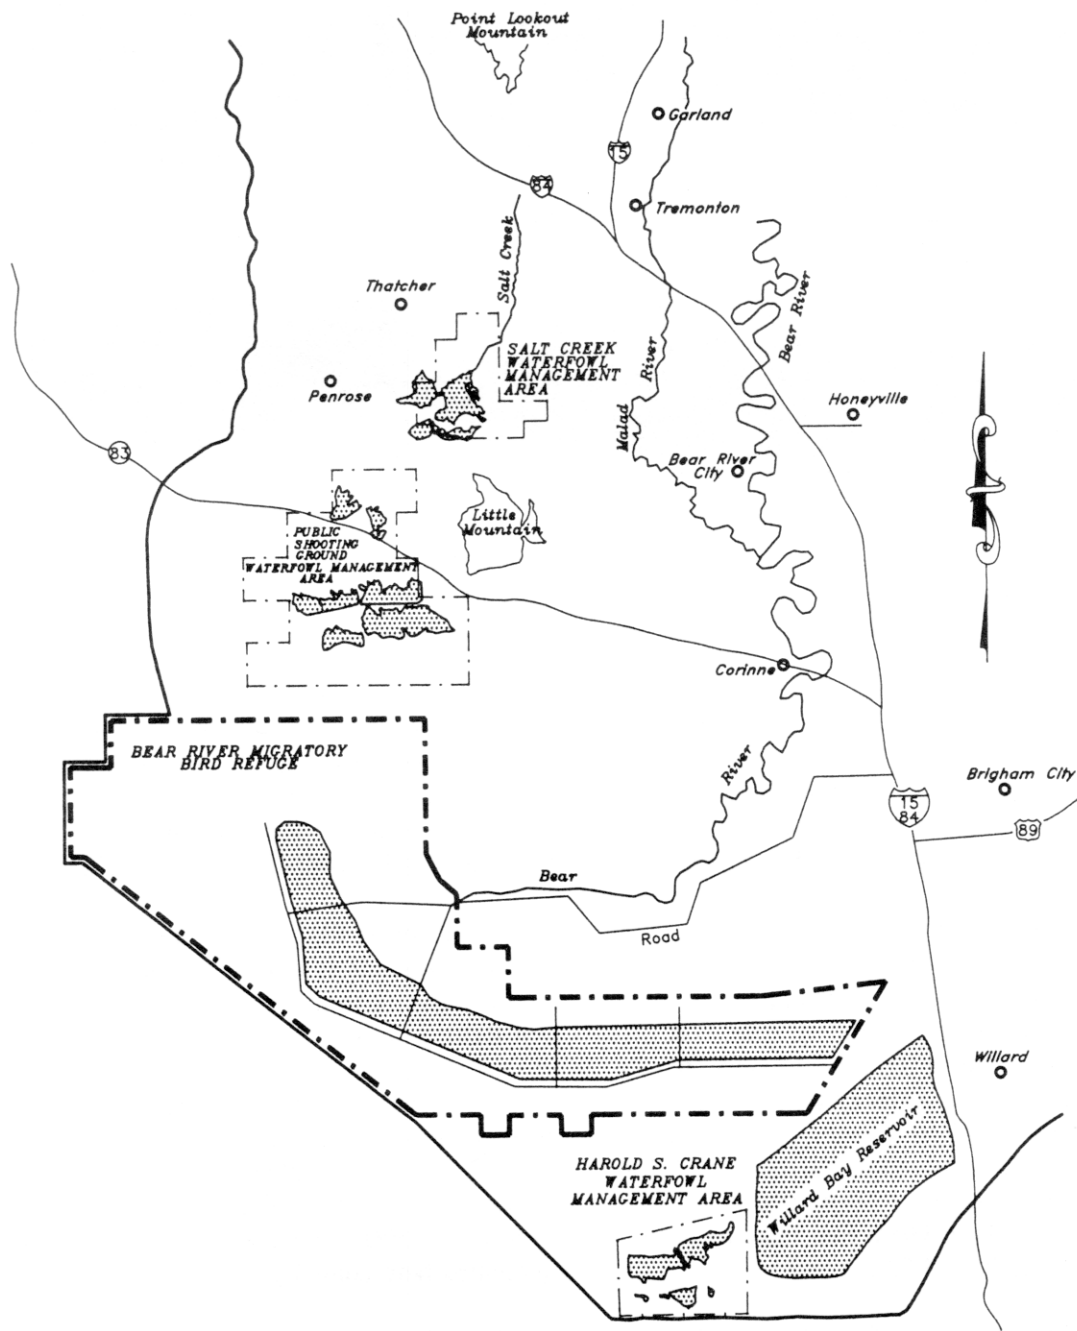 Point Lookout
Mountain
Garland
15
84
Tremonton
Salt Creek
Thatcher
Bear River
SALT CREEK
WATERFOWL
MANAGEMENT
AREA
Malad River
Penrose
Honeyville
83
Bear River
City
Little
Mountain
PUBLIC
SHOOTING
GROUND
WATERFOWL MANAGEMENT
AREA
Corinne
BEAR RIVER MIGRATORY
BIRD REFUGE
River
Brigham City
15
84
89
Bear
Road
Willard
Willard Bay Reservoir
HAROLD S. CRANE
WATERFOWL
MANAGEMENT AREA